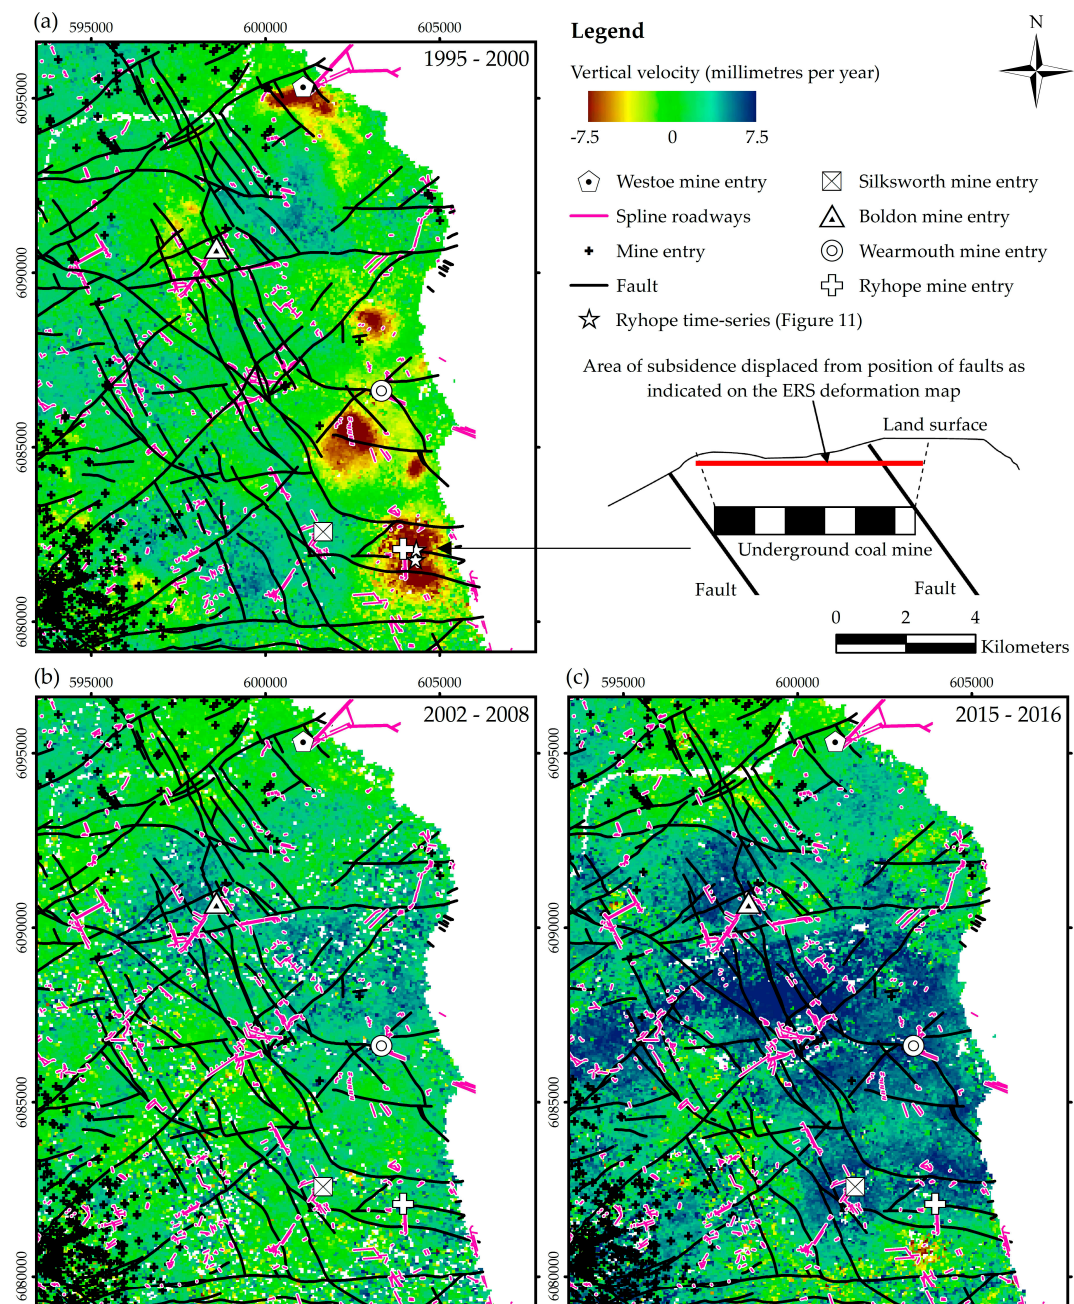 (a)
595000
600000
605000
1995 - 2000
6095000
6090000
6085000
6080000
Legend
Vertical velocity (millimetres per year)
-7.5
0
7.5
Westoe mine entry
Spline roadways
Mine entry
Fault
Ryhope time-series (Figure 11)
Silksworth mine entry
Boldon mine entry
Wearmouth mine entry
Ryhope mine entry
N
Area of subsidence displaced from position of faults as
indicated on the ERS deformation map
Land surface
Underground coal mine
Fault
Fault
0
2
4
Kilometers
(b)
595000
600000
605000
2002 - 2008
6095000
6090000
6085000
6080000
(c)
595000
600000
605000
2015 - 2016
6095000
6090000
6085000
6080000